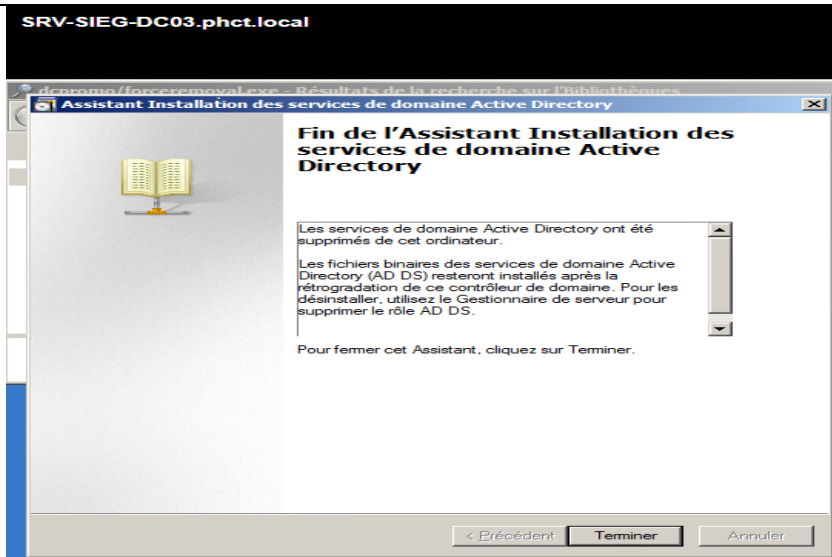 SRV-SIEG-DC03.phct.local
dcpromo/forceremoval.exe - Résultats de la recherche sur l'Bibliothèques
Assistant Installation des services de domaine Active Directory
Fin de l'Assistant Installation des
services de domaine Active
Directory
Les services de domaine Active Directory ont été
supprimés de cet ordinateur.
Les fichiers binaires des services de domaine Active
Directory (AD DS) resteront installés après la
rétrogradation de ce contrôleur de domaine. Pour les
désinstaller, utilisez le Gestionnaire de serveur pour
supprimer le rôle AD DS.
Pour fermer cet Assistant, cliquez sur Terminer.
< Précédent Terminer Annuler